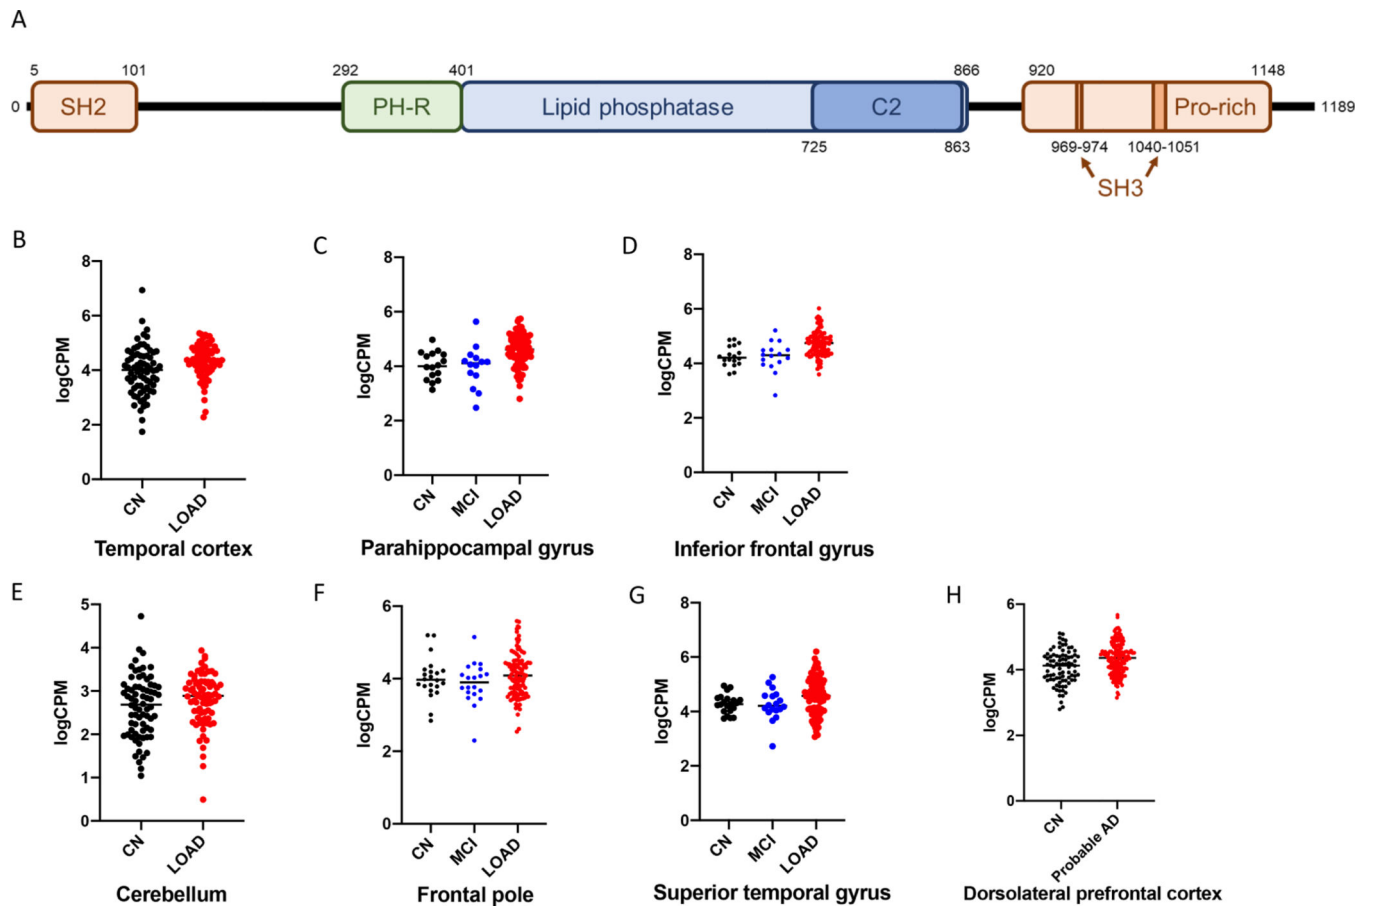 A
5 101 292 401 866 920 1148
0 SH2 PH-R Lipid phosphatase C2 Pro-rich 1189
725 863 969-974 1040-1051
SH3
B
8
6
4
2
0
logCPM
CN LOAD
Temporal cortex
C
8
6
4
2
0
logCPM
CN MCI LOAD
Parahippocampal gyrus
D
8
6
4
2
0
logCPM
CN MCI LOAD
Inferior frontal gyrus
E
5
4
3
2
1
0
logCPM
CN LOAD
Cerebellum
F
6
4
2
0
logCPM
CN MCI LOAD
Frontal pole
G
8
6
4
2
0
logCPM
CN MCI LOAD
Superior temporal gyrus
H
6
4
2
0
logCPM
CN Probable AD
Dorsolateral prefrontal cortex